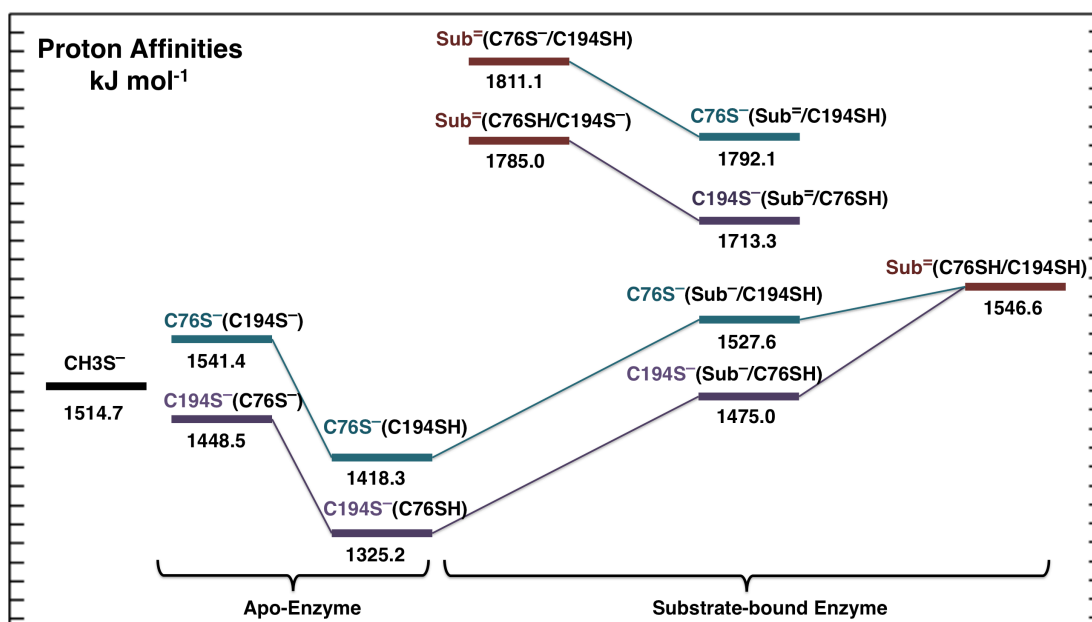 Proton Affinities
kJ mol-1
Sub=(C76S–/C194SH)
1811.1
C76S–(Sub=/C194SH)
1792.1
Sub=(C76SH/C194S–)
1785.0
C194S–(Sub=/C76SH)
1713.3
Sub=(C76SH/C194SH)
1546.6
C76S–(Sub–/C194SH)
1527.6
C76S–(C194S–)
1541.4
CH3S–
1514.7
C194S–(Sub–/C76SH)
1475.0
C194S–(C76S–)
1448.5
C76S–(C194SH)
1418.3
C194S–(C76SH)
1325.2
Apo-Enzyme
Substrate-bound Enzyme